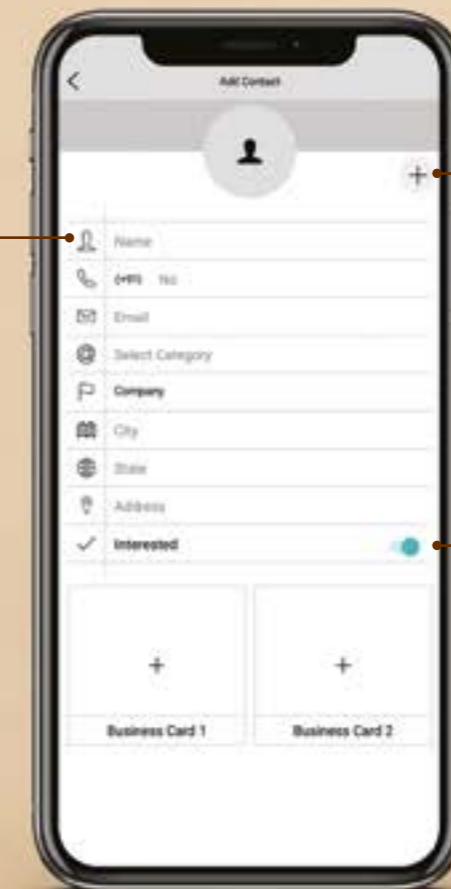 Add Contact
Name
(+91) No
Email
Select Category
Company
City
State
Address
Interested
Business Card 1
Business Card 2